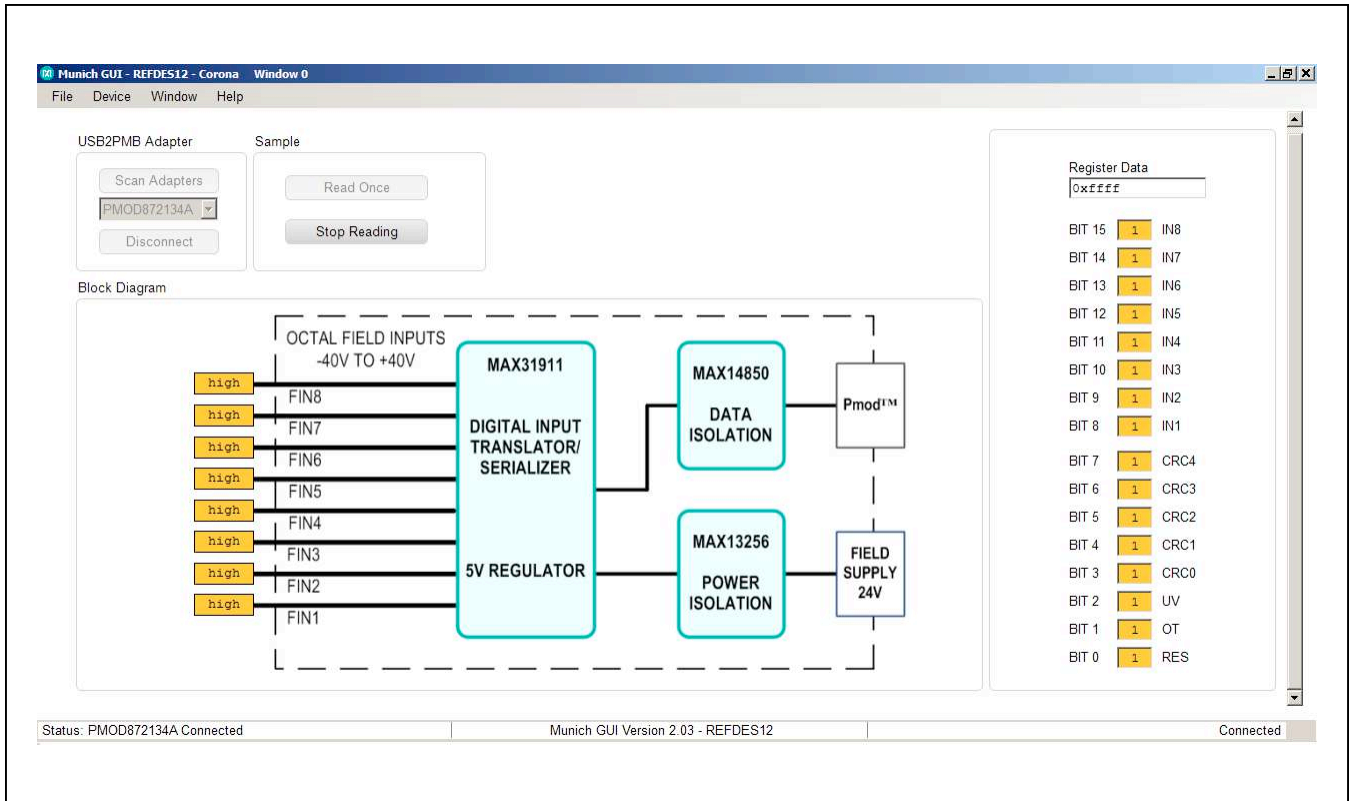 Munich GUI - REFDES12 - Corona Window 0
File Device Window Help
USB2PMB Adapter
Scan Adapters
PMOD872134A
Disconnect
Sample
Read Once
Stop Reading
Block Diagram
OCTAL FIELD INPUTS
-40V TO +40V
high
FIN8
high
FIN7
high
FIN6
high
FIN5
high
FIN4
high
FIN3
high
FIN2
high
FIN1
MAX31911
DIGITAL INPUT
TRANSLATOR/
SERIALIZER
5V REGULATOR
MAX14850
DATA
ISOLATION
MAX13256
POWER
ISOLATION
Pmod™
FIELD
SUPPLY
24V
Register Data
0xffff
BIT 15 1 IN8
BIT 14 1 IN7
BIT 13 1 IN6
BIT 12 1 IN5
BIT 11 1 IN4
BIT 10 1 IN3
BIT 9 1 IN2
BIT 8 1 IN1
BIT 7 1 CRC4
BIT 6 1 CRC3
BIT 5 1 CRC2
BIT 4 1 CRC1
BIT 3 1 CRC0
BIT 2 1 UV
BIT 1 1 OT
BIT 0 1 RES
Status: PMOD872134A Connected
Munich GUI Version 2.03 - REFDES12
Connected